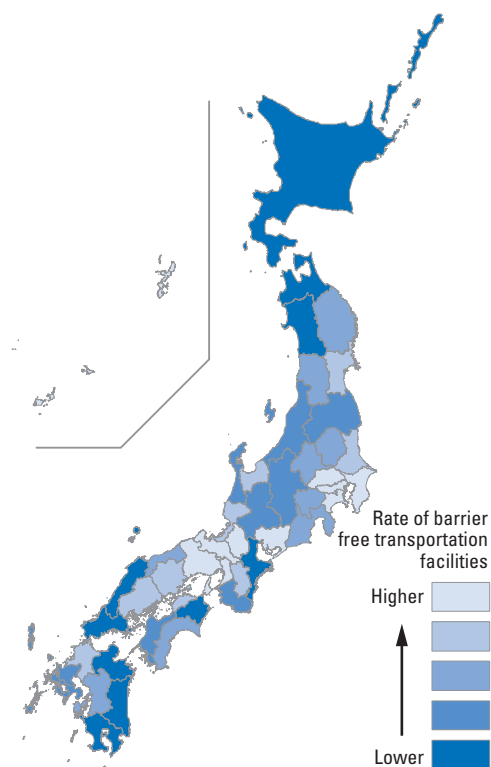 Rate of barrier
free transportation
facilities
Higher
Lower